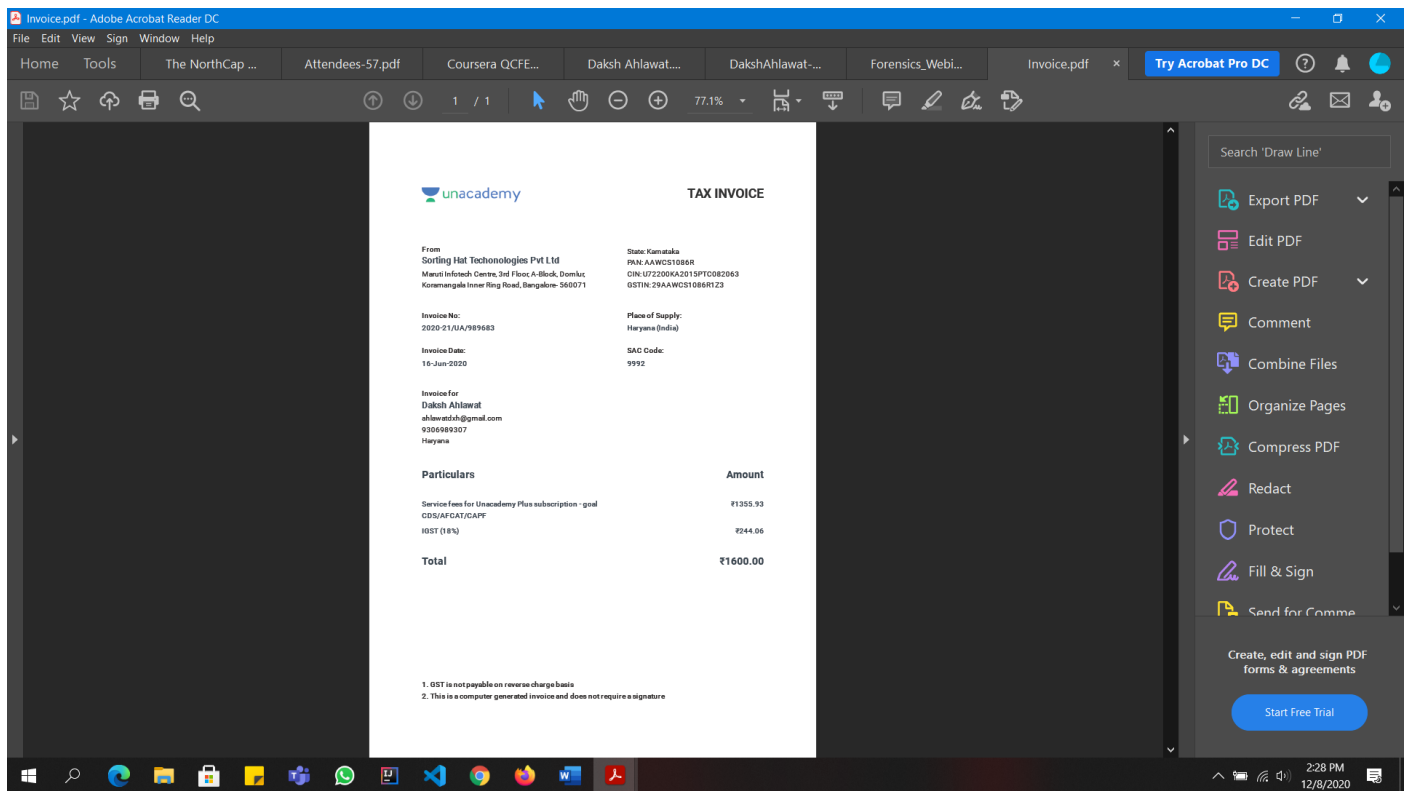 Invoice.pdf - Adobe Acrobat Reader DC
File Edit View Sign Window Help
Home Tools The NorthCap ... Attendees-57.pdf Coursera QCFE... Daksh Ahlawat.... DakshAhlawat-... Forensics_Webi... Invoice.pdf × Try Acrobat Pro DC
1 / 1 77.1%
Search 'Draw Line'
Export PDF
Edit PDF
Create PDF
Comment
Combine Files
Organize Pages
Compress PDF
Redact
Protect
Fill & Sign
Send for Comme
Create, edit and sign PDF
forms & agreements
Start Free Trial
unacademy TAX INVOICE
From
Sorting Hat Techonologies Pvt Ltd
Maruti Infotech Centre, 3rd Floor, A-Block, Domlur,
Koramangala Inner Ring Road, Bangalore- 560071
State: Karnataka
PAN: AAWCS1086R
CIN: U72200KA2015PTC082063
GSTIN: 29AAWCS1086R1Z3
Invoice No:
2020-21/UA/989683
Place of Supply:
Haryana (India)
Invoice Date:
16-Jun-2020
SAC Code:
9992
Invoice for
Daksh Ahlawat
ahlawatdxh@gmail.com
9306989307
Haryana
Particulars Amount
Service fees for Unacademy Plus subscription - goal ₹1355.93
CDS/AFCAT/CAPF
IGST (18%) ₹244.06
Total ₹1600.00
1. GST is not payable on reverse charge basis
2. This is a computer generated invoice and does not require a signature
2:28 PM
12/8/2020